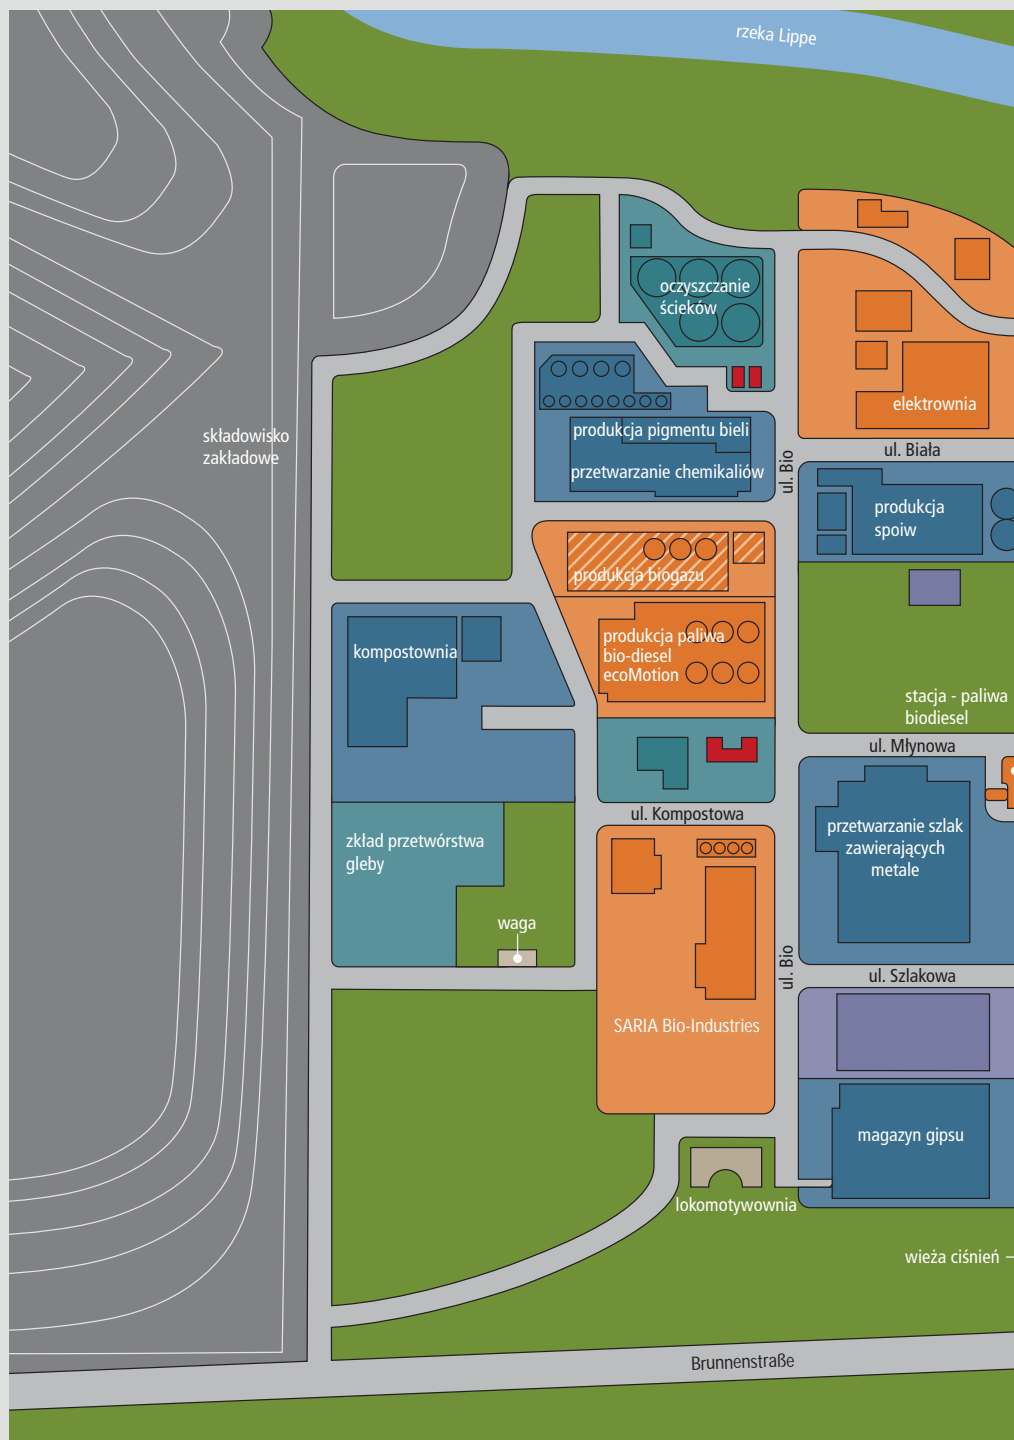 rzeka Lippe
oczyszczanie
ścieków
elektrownia
składowisko
zakładowe
produkcja pigmentu bieli
przetwarzanie chemikaliów
ul. Bio
ul. Biała
produkcja
spoiw
produkcja biogazu
produkcja paliwa
bio-diesel
ecoMotion
kompostownia
stacja - paliwa
biodiesel
ul. Młynowa
ul. Kompostowa
przetwarzanie szlak
zawierających
metale
zkład przetwórstwa
gleby
waga
ul. Bio
ul. Szlakowa
SARIA Bio-Industries
magazyn gipsu
lokomotywownia
wieża ciśnień
Brunnenstraße